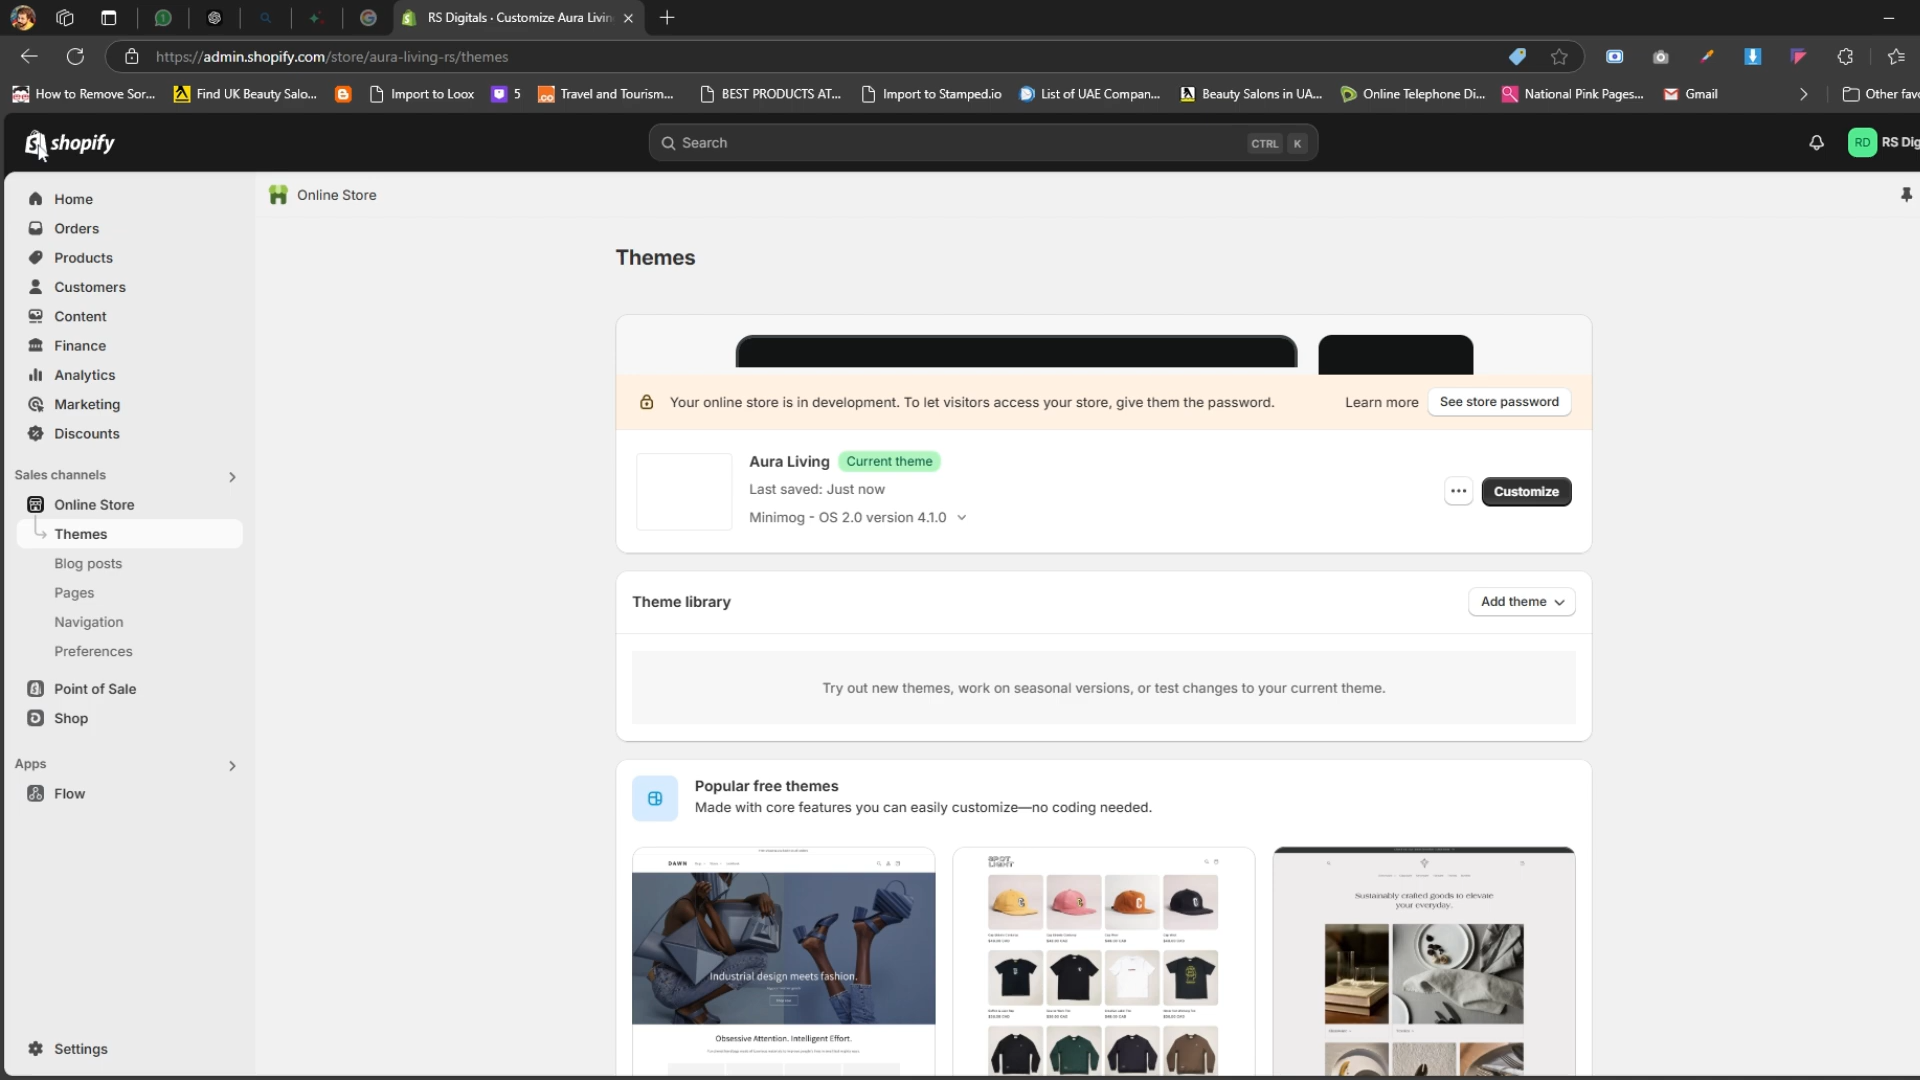 RS Digitals · Customize Aura Livin
https://admin.shopify.com/store/aura-living-rs/themes
How to Remove Sor...
Find UK Beauty Salo...
Import to Loox
5
Travel and Tourism...
BEST PRODUCTS AT...
Import to Stamped.io
List of UAE Compan...
Beauty Salons in UA...
Online Telephone Di...
National Pink Pages...
Gmail
Other favo
shopify
Search
CTRL K
RD RS Dig
Home
Orders
Products
Customers
Content
Finance
Analytics
Marketing
Discounts
Sales channels
Online Store
Themes
Blog posts
Pages
Navigation
Preferences
Point of Sale
Shop
Apps
Flow
Settings
Online Store
Themes
Your online store is in development. To let visitors access your store, give them the password.
Learn more
See store password
Aura Living Current theme
Last saved: Just now
Minimog - OS 2.0 version 4.1.0
Customize
Theme library
Add theme
Try out new themes, work on seasonal versions, or test changes to your current theme.
Popular free themes
Made with core features you can easily customize—no coding needed.
DAWN
Industrial design meets fashion.
Obsessive Attention. Intelligent Effort.
SPOT
LIGHT
Sustainably crafted goods to elevate
your everyday.